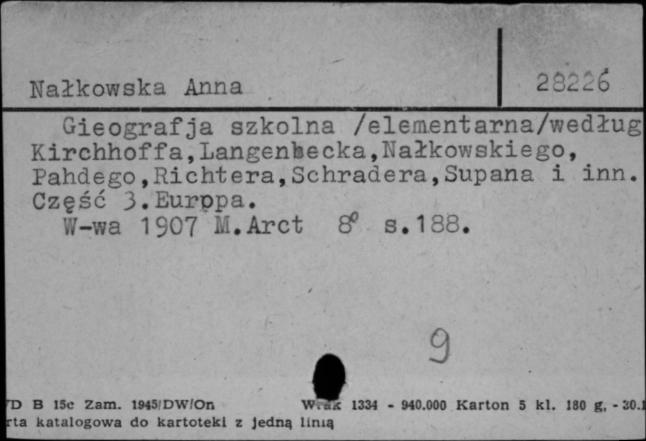 Nałkowska Anna
28226
Gieografja szkolna /elementarna/według
Kirchhoffa,Langenbecka,Nałkowskiego,
Pahdego,Richtera,Schradera,Supana i inn.
Część 3.Eurppa.
W-wa 1907 M.Arct 8° s.188.
9
D B 15c Zam. 1945/DW/On 1334 - 940.000 Karton 5 kl. 180 g.
rta katalogowa do kartoteki z jedną linią